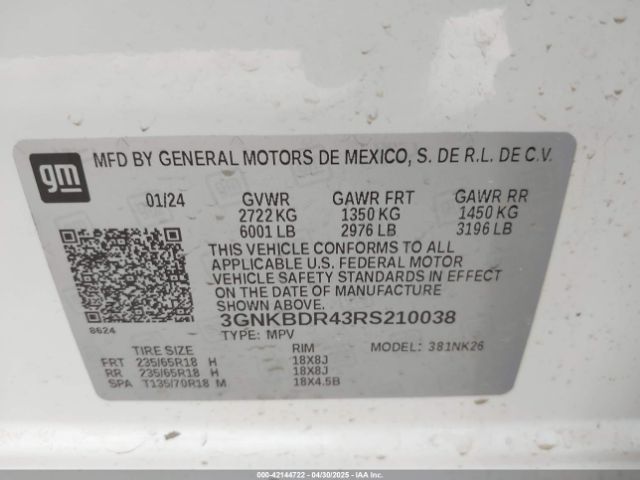 gm
MFD BY GENERAL MOTORS DE MEXICO, S. DE R.L. DE C.V.
01/24 GVWR GAWR FRT GAWR RR
2722 KG 1350 KG 1450 KG
6001 LB 2976 LB 3196 LB
THIS VEHICLE CONFORMS TO ALL
APPLICABLE U.S. FEDERAL MOTOR
VEHICLE SAFETY STANDARDS IN EFFECT
ON THE DATE OF MANUFACTURE
SHOWN ABOVE.
8624 3GNKBDR43RS210038
TYPE: MPV MODEL: 381NK26
TIRE SIZE RIM
FRT 235/65R18 H 18X8J
RR 235/65R18 H 18X8J
SPA T135/70R18 M 18X4.5B
000-42144722 - 04/30/2025 - IAAI.COM